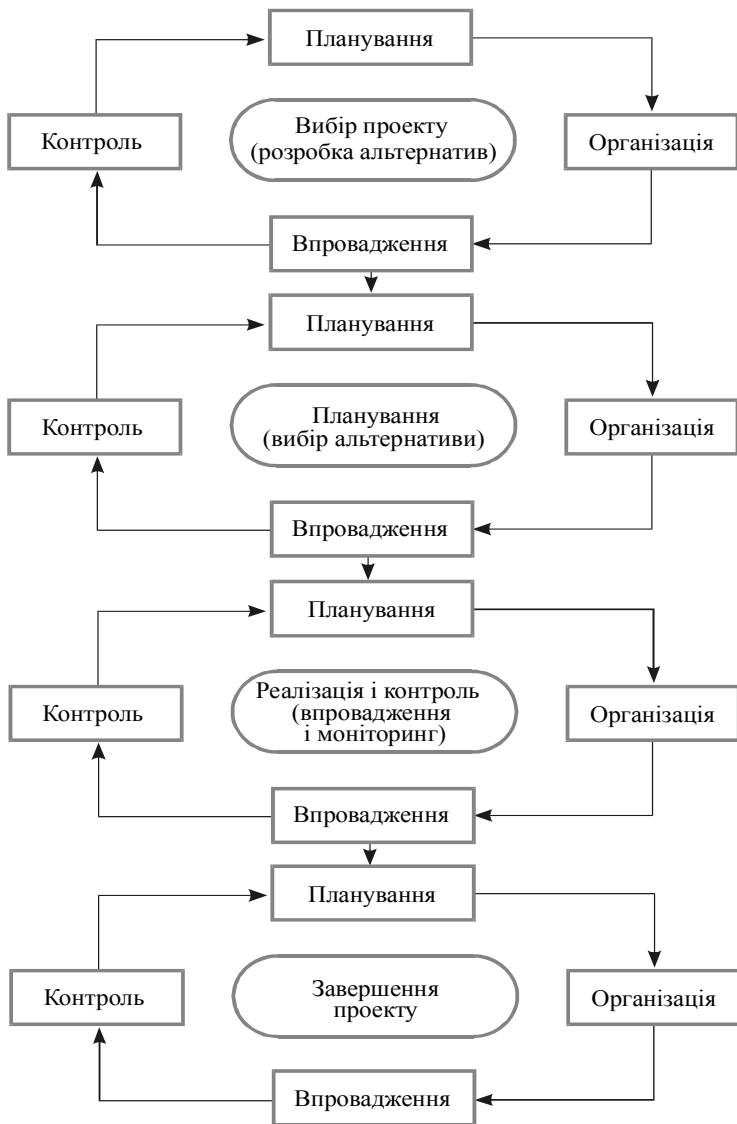 Планування
Контроль
Вибір проекту
(розробка альтернатив)
Організація
Впровадження
Планування
Контроль
Планування
(вибір альтернативи)
Організація
Впровадження
Планування
Контроль
Реалізація і контроль
(впровадження
і моніторинг)
Організація
Впровадження
Планування
Контроль
Завершення
проекту
Організація
Впровадження